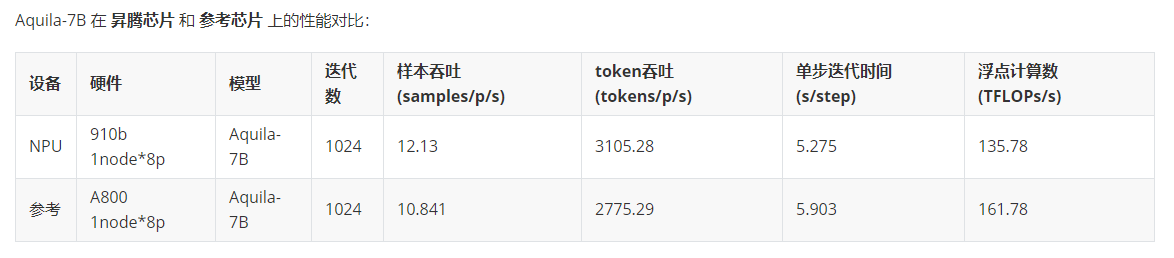 Aquila-7B 在 昇腾芯片 和 参考芯片 上的性能对比：
设备 硬件 模型 迭代数 样本吞吐 (samples/p/s) token吞吐 (tokens/p/s) 单步迭代时间 (s/step) 浮点计算数 (TFLOPs/s)
NPU 910b 1node*8p Aquila-7B 1024 12.13 3105.28 5.275 135.78
参考 A800 1node*8p Aquila-7B 1024 10.841 2775.29 5.903 161.78